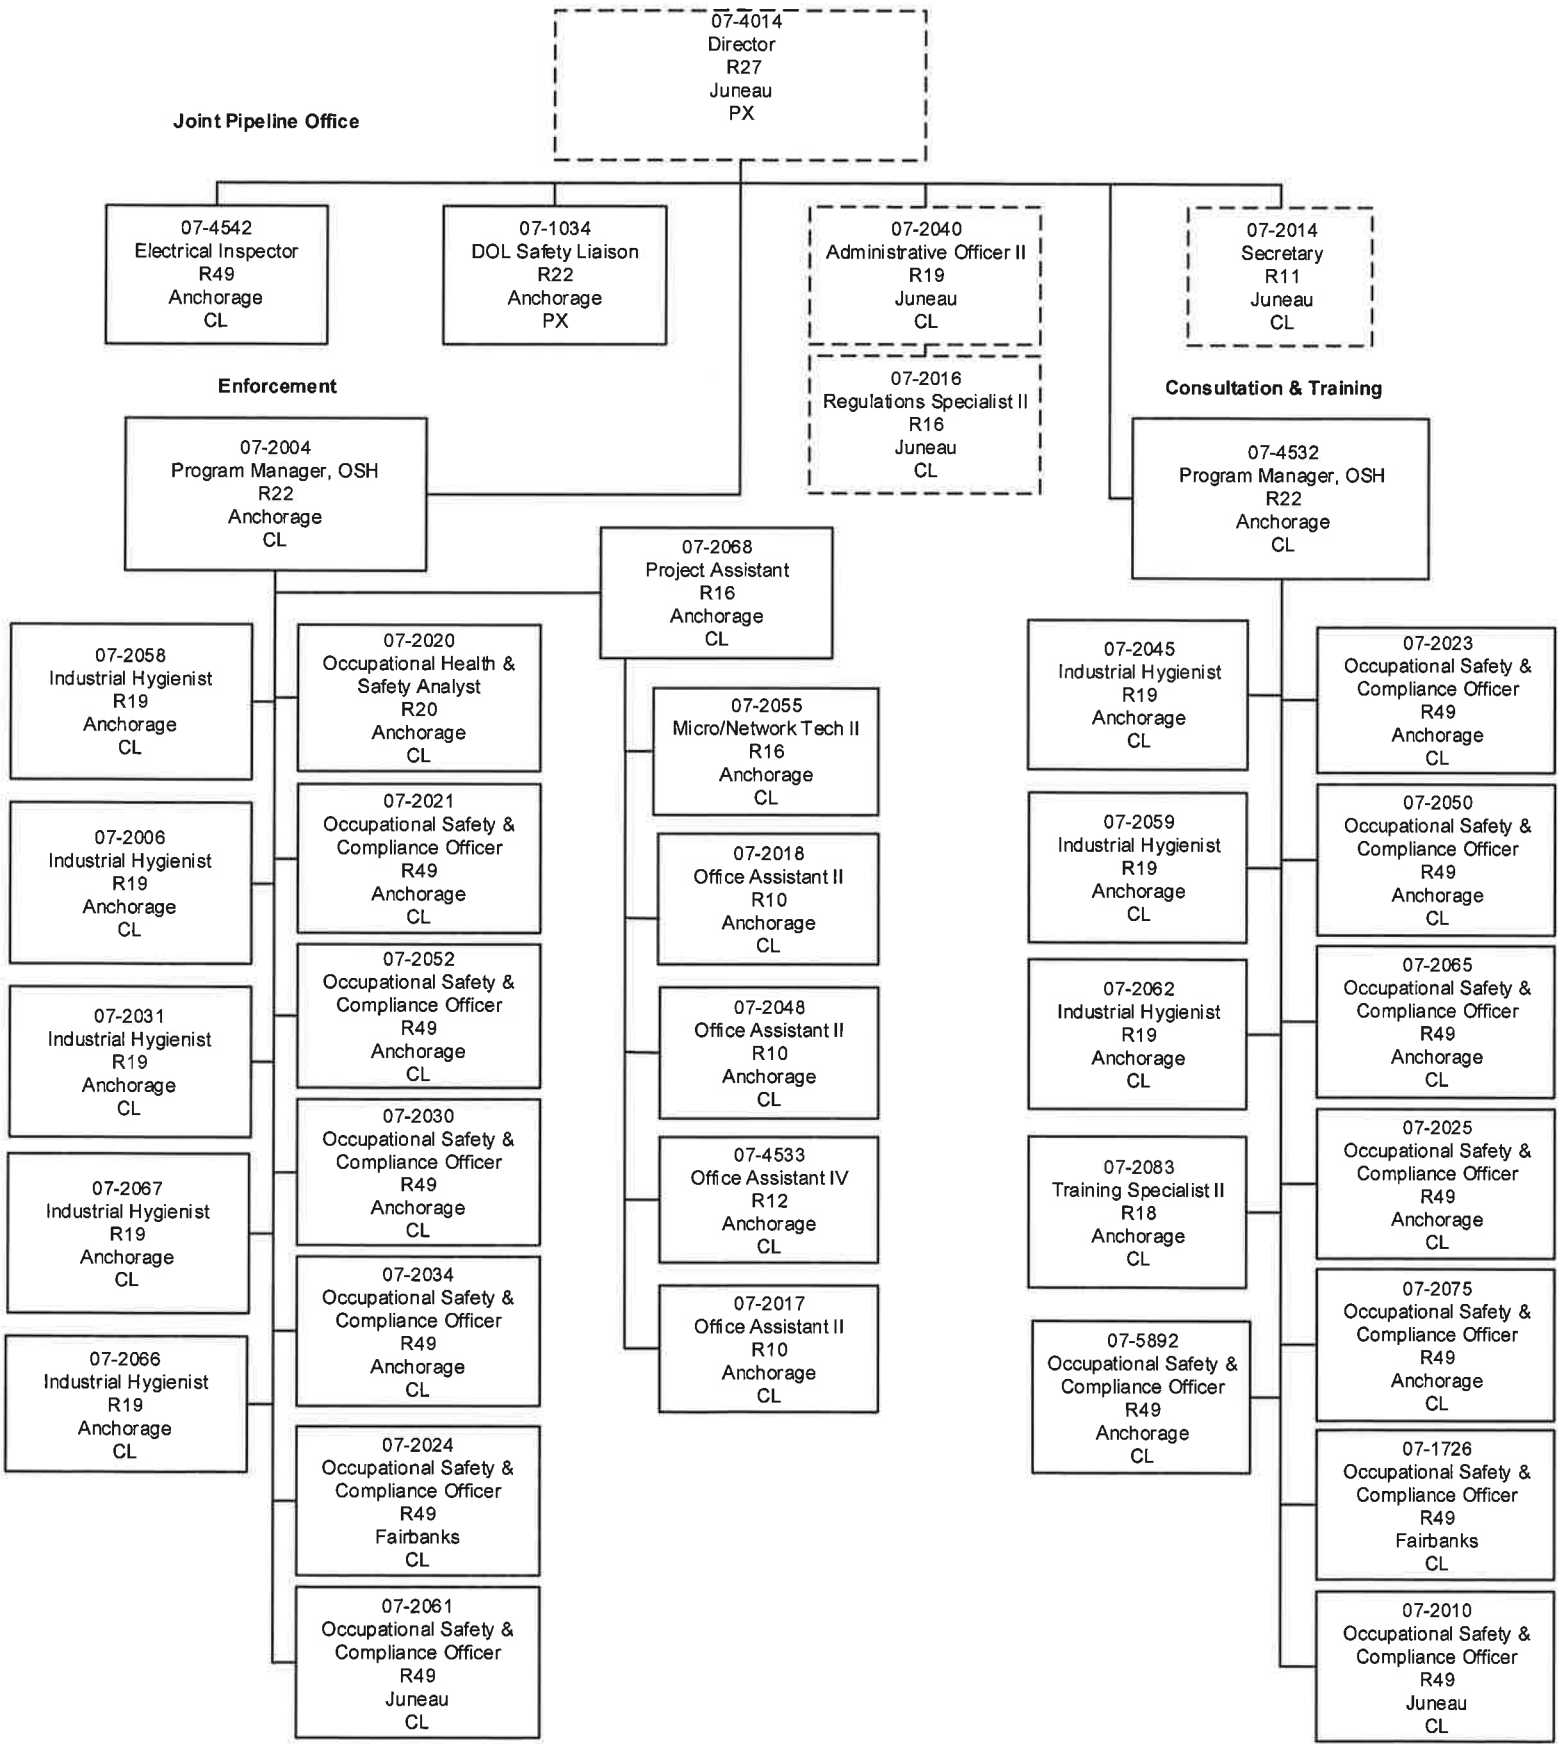 07-4014
Director
R27
Juneau
PX
Joint Pipeline Office
07-4542
Electrical Inspector
R49
Anchorage
CL
07-1034
DOL Safety Liaison
R22
Anchorage
PX
07-2040
Administrative Officer II
R19
Juneau
CL
07-2014
Secretary
R11
Juneau
CL
07-2016
Regulations Specialist II
R16
Juneau
CL
Enforcement
07-2004
Program Manager, OSH
R22
Anchorage
CL
07-2058
Industrial Hygienist
R19
Anchorage
CL
07-2006
Industrial Hygienist
R19
Anchorage
CL
07-2031
Industrial Hygienist
R19
Anchorage
CL
07-2067
Industrial Hygienist
R19
Anchorage
CL
07-2066
Industrial Hygienist
R19
Anchorage
CL
07-2020
Occupational Health &
Safety Analyst
R20
Anchorage
CL
07-2021
Occupational Safety &
Compliance Officer
R49
Anchorage
CL
07-2052
Occupational Safety &
Compliance Officer
R49
Anchorage
CL
07-2030
Occupational Safety &
Compliance Officer
R49
Anchorage
CL
07-2034
Occupational Safety &
Compliance Officer
R49
Anchorage
CL
07-2024
Occupational Safety &
Compliance Officer
R49
Fairbanks
CL
07-2061
Occupational Safety &
Compliance Officer
R49
Juneau
CL
07-2068
Project Assistant
R16
Anchorage
CL
07-2055
Micro/Network Tech II
R16
Anchorage
CL
07-2018
Office Assistant II
R10
Anchorage
CL
07-2048
Office Assistant II
R10
Anchorage
CL
07-4533
Office Assistant IV
R12
Anchorage
CL
07-2017
Office Assistant II
R10
Anchorage
CL
Consultation & Training
07-4532
Program Manager, OSH
R22
Anchorage
CL
07-2045
Industrial Hygienist
R19
Anchorage
CL
07-2059
Industrial Hygienist
R19
Anchorage
CL
07-2062
Industrial Hygienist
R19
Anchorage
CL
07-2083
Training Specialist II
R18
Anchorage
CL
07-5892
Occupational Safety &
Compliance Officer
R49
Anchorage
CL
07-2023
Occupational Safety &
Compliance Officer
R49
Anchorage
CL
07-2050
Occupational Safety &
Compliance Officer
R49
Anchorage
CL
07-2065
Occupational Safety &
Compliance Officer
R49
Anchorage
CL
07-2025
Occupational Safety &
Compliance Officer
R49
Anchorage
CL
07-2075
Occupational Safety &
Compliance Officer
R49
Anchorage
CL
07-1726
Occupational Safety &
Compliance Officer
R49
Fairbanks
CL
07-2010
Occupational Safety &
Compliance Officer
R49
Juneau
CL